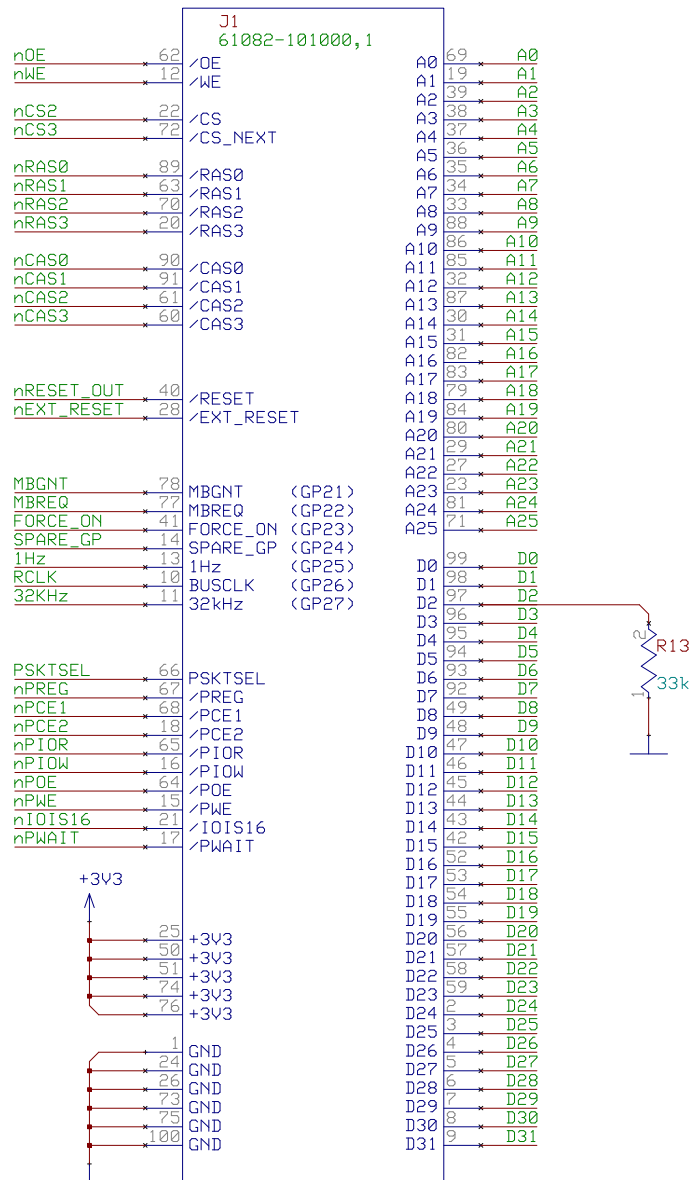 J1
61082-101000,1
nOE 62 /OE
nWE 12 /WE
nCS2 22 /CS
nCS3 72 /CS_NEXT
nRAS0 89 /RAS0
nRAS1 63 /RAS1
nRAS2 70 /RAS2
nRAS3 20 /RAS3
nCAS0 90 /CAS0
nCAS1 91 /CAS1
nCAS2 61 /CAS2
nCAS3 60 /CAS3
nRESET_OUT 40 /RESET
nEXT_RESET 28 /EXT_RESET
MBGNT 78 MBGNT (GP21)
MBREQ 77 MBREQ (GP22)
FORCE_ON 41 FORCE_ON (GP23)
SPARE_GP 14 SPARE_GP (GP24)
1Hz 13 1Hz (GP25)
RCLK 10 BUSCLK (GP26)
32KHz 11 32kHz (GP27)
PSKTSEL 66 PSKTSEL
nPREG 67 /PREG
nPCE1 68 /PCE1
nPCE2 18 /PCE2
nPIOR 65 /PIOR
nPIOW 16 /PIOW
nPOE 64 /POE
nPWE 15 /PWE
nIOIS16 21 /IOIS16
nPWAIT 17 /PWAIT
+3V3
25 +3V3
50 +3V3
51 +3V3
74 +3V3
76 +3V3
1 GND
24 GND
26 GND
73 GND
75 GND
100 GND
A0 69 A0
A1 19 A1
A2 39 A2
A3 38 A3
A4 37 A4
A5 36 A5
A6 35 A6
A7 34 A7
A8 33 A8
A9 88 A9
A10 86 A10
A11 85 A11
A12 32 A12
A13 87 A13
A14 30 A14
A15 31 A15
A16 82 A16
A17 83 A17
A18 79 A18
A19 84 A19
A20 80 A20
A21 29 A21
A22 27 A22
A23 23 A23
A24 81 A24
A25 71 A25
D0 99 D0
D1 98 D1
D2 97 D2
D3 96 D3
D4 95 D4
D5 94 D5
D6 93 D6
D7 92 D7
D8 49 D8
D9 48 D9
D10 47 D10
D11 46 D11
D12 45 D12
D13 44 D13
D14 43 D14
D15 42 D15
D16 52 D16
D17 53 D17
D18 54 D18
D19 55 D19
D20 56 D20
D21 57 D21
D22 58 D22
D23 59 D23
D24 2 D24
D25 3 D25
D26 4 D26
D27 5 D27
D28 6 D28
D29 7 D29
D30 8 D30
D31 9 D31
2
R13
33k
1